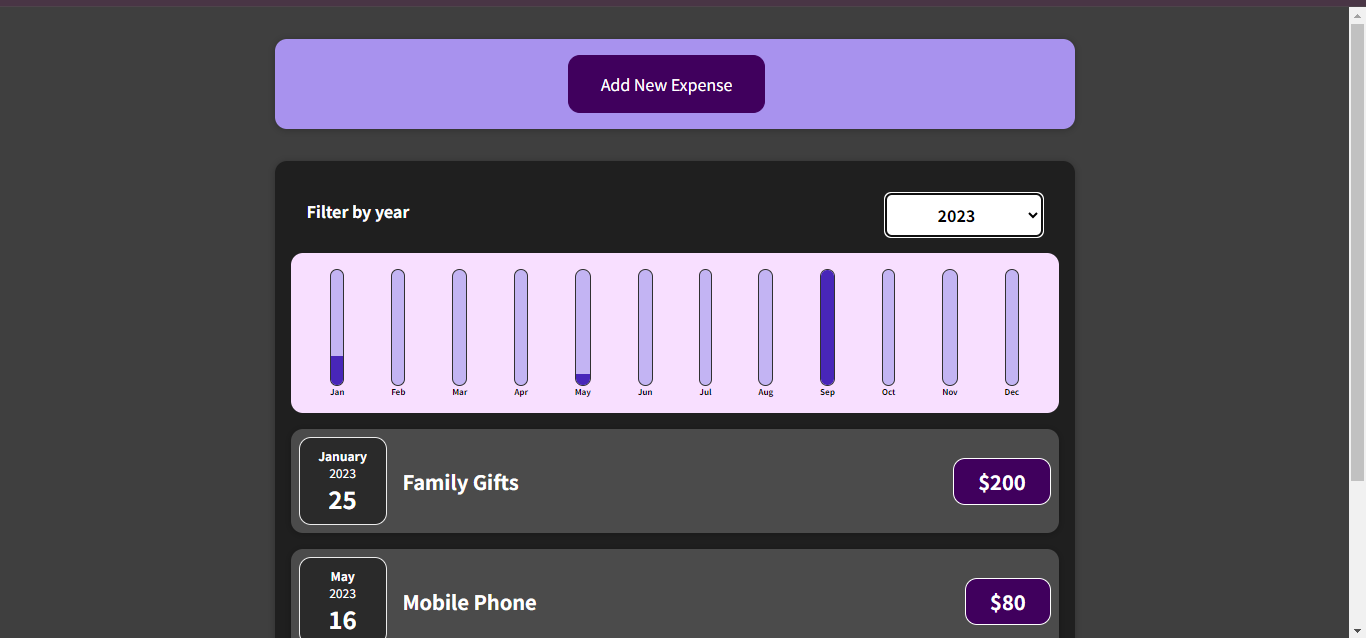 Add New Expense
Filter by year
2023
Jan Feb Mar Apr May Jun Jul Aug Sep Oct Nov Dec
January
2023
25
Family Gifts
$200
May
2023
16
Mobile Phone
$80